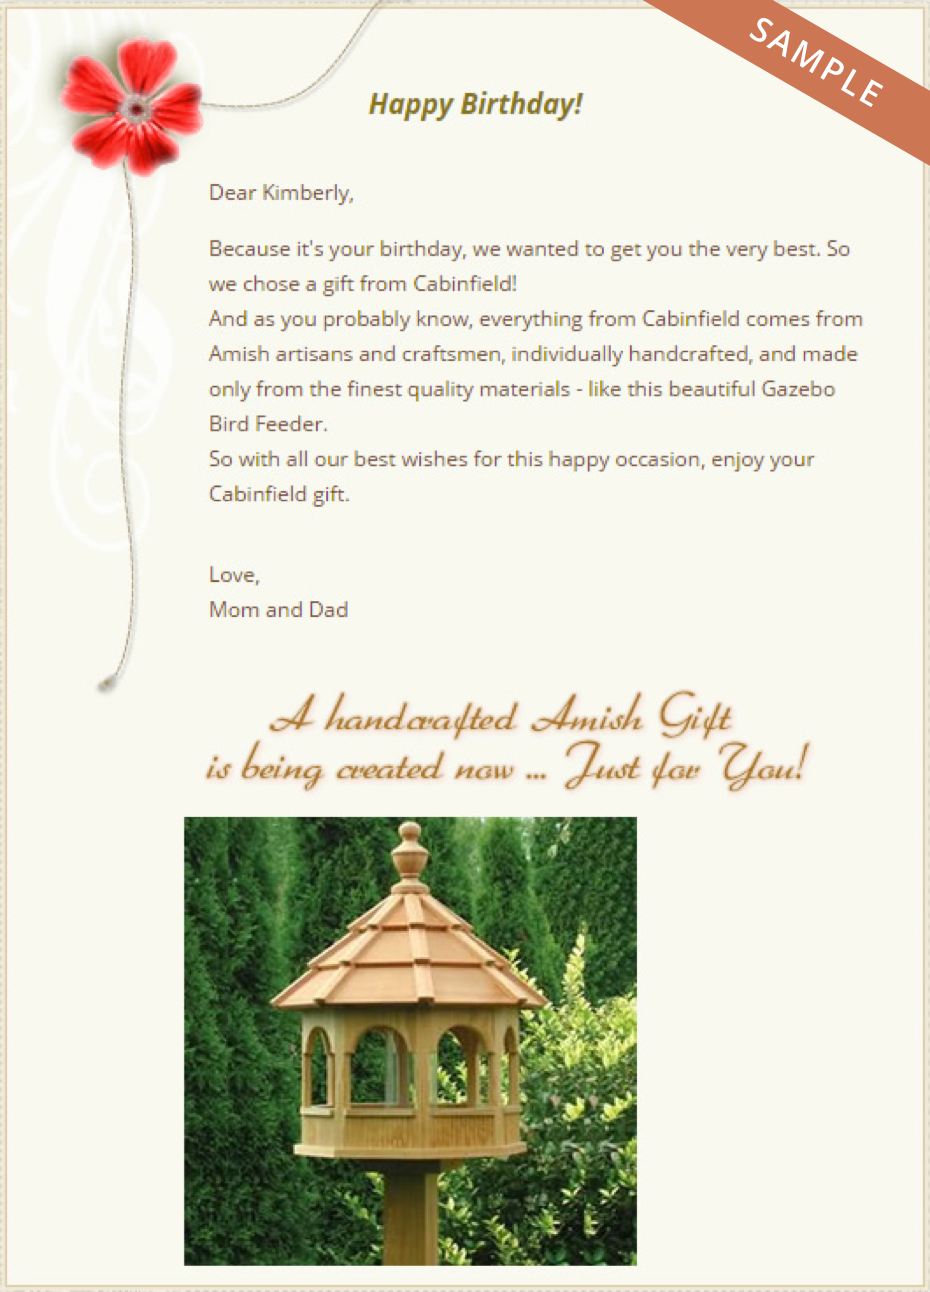 SAMPLE
Happy Birthday!
Dear Kimberly,
Because it's your birthday, we wanted to get you the very best. So
we chose a gift from Cabinfield!
And as you probably know, everything from Cabinfield comes from
Amish artisans and craftsmen, individually handcrafted, and made
only from the finest quality materials - like this beautiful Gazebo
Bird Feeder.
So with all our best wishes for this happy occasion, enjoy your
Cabinfield gift.
Love,
Mom and Dad
A handcrafted Amish Gift
is being created now ... Just for You!